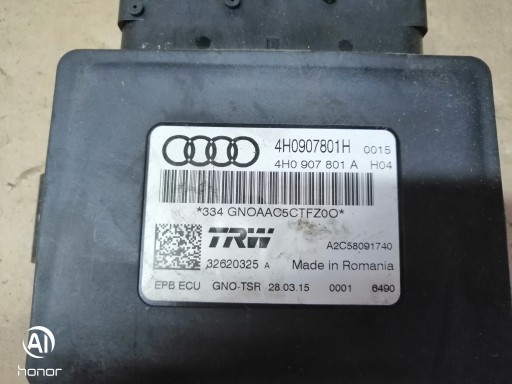 4H0907801H 0015
4H0 907 801 A H04
*334 GNOAAC5CTFZ0O*
TRW A2C58091740
32620325 A Made in Romania
EPB ECU GNO-TSR 28.03.15 0001 6490
AI
honor